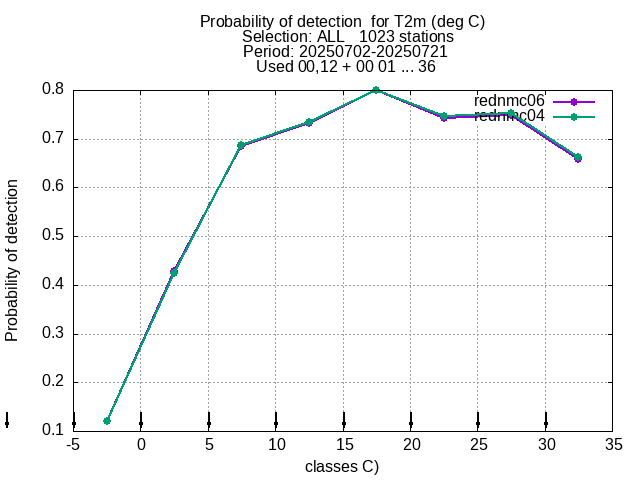 Probability of detection  for T2m (deg C)
Selection: ALL   1023 stations
Period: 20250702-20250721
Used 00,12 + 00 01 ... 36
rednmc06
rednmc04
Probability of detection
0.8
0.7
0.6
0.5
0.4
0.3
0.2
0.1
-5 0 5 10 15 20 25 30 35
classes C)